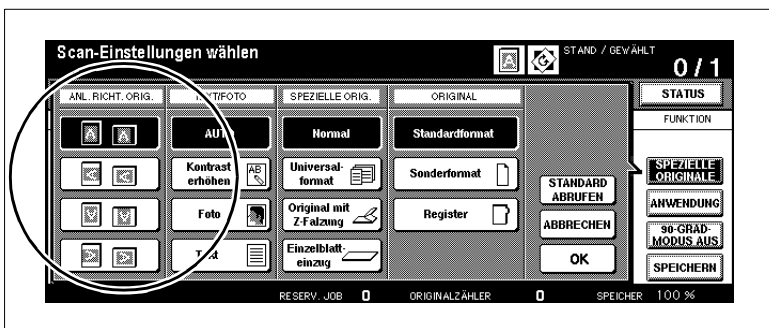 Scan-Einstellungen wählen
STAND / GEWÄHLT
0 / 1
ANL. RICHT. ORIG.
TEXT/FOTO
SPEZIELLE ORIG.
ORIGINAL
STATUS
FUNKTION
AUTO
Normal
Standardformat
Kontrast
erhöhen
Universal-
format
Sonderformat
Foto
Original mit
Z-Falzung
Register
Text
Einzelblatt-
einzug
STANDARD
ABRUFEN
ABBRECHEN
OK
SPEZIELLE
ORIGINALE
ANWENDUNG
90-GRAD-
MODUS AUS
SPEICHERN
RESERV. JOB 0
ORIGINALZÄHLER 0
SPEICHER 100 %